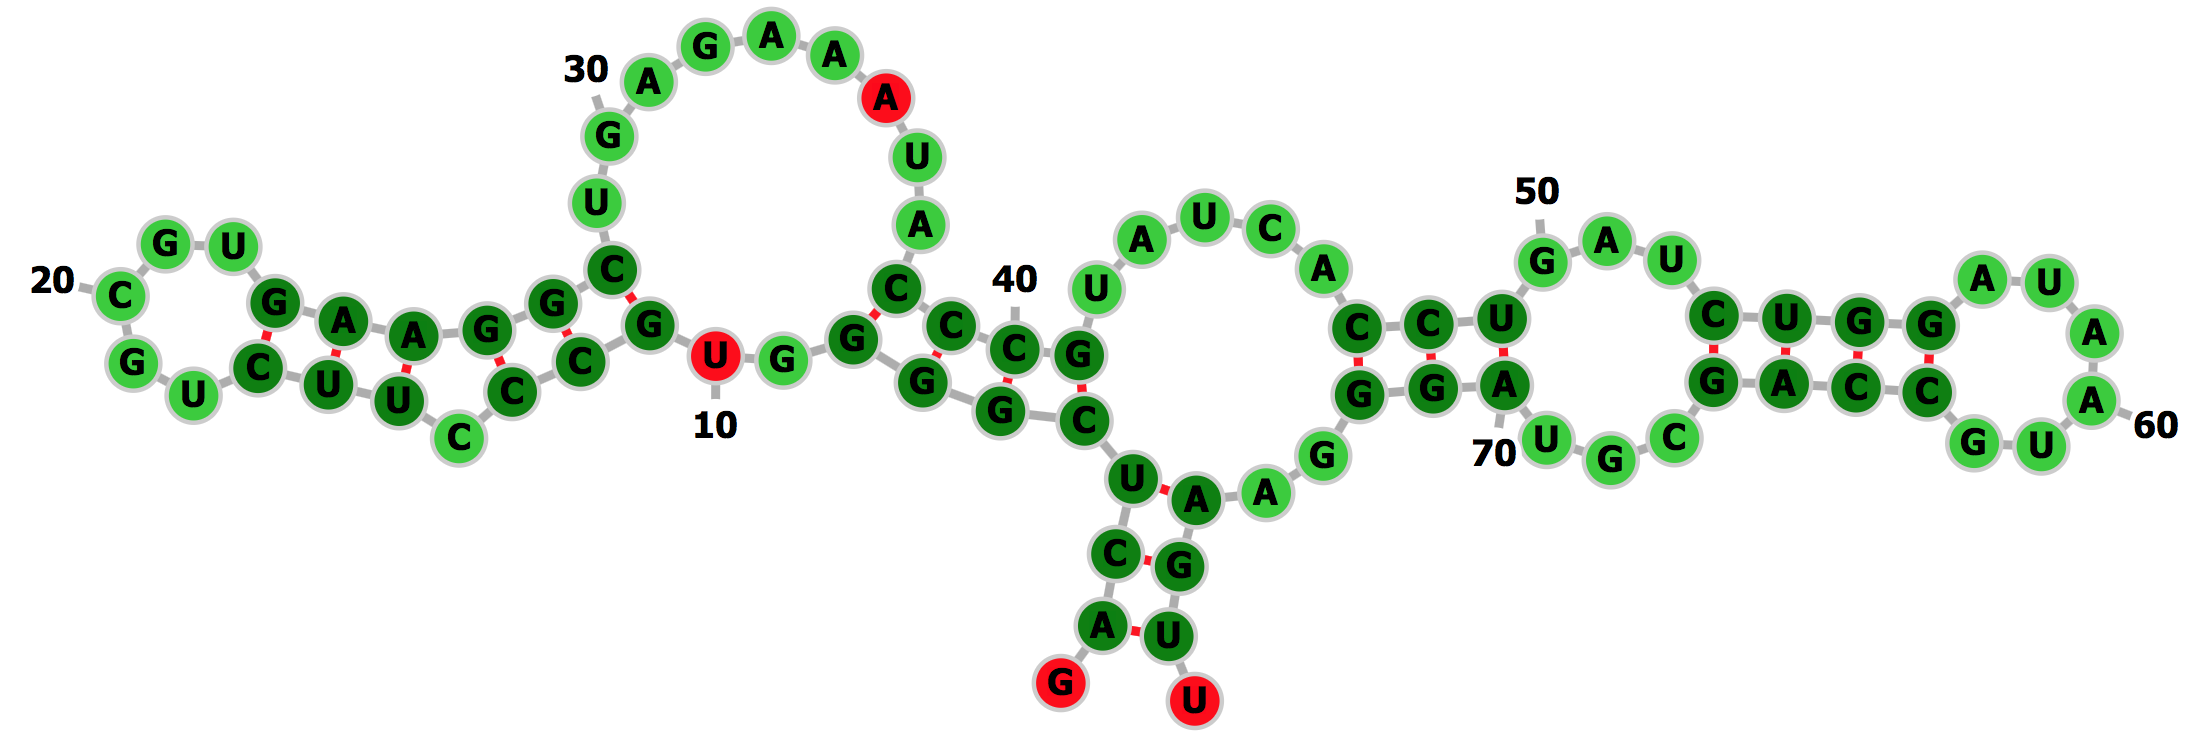 G A C U C G G G G U
10
G C C C U U C U G C
20
G U G A A G G C U G
30
A G A A A U A C C C
40
G U A U C A C C U G
50
A U C U G G A U A A
60
U G C C A G C G U A
70
G G G A A G U U